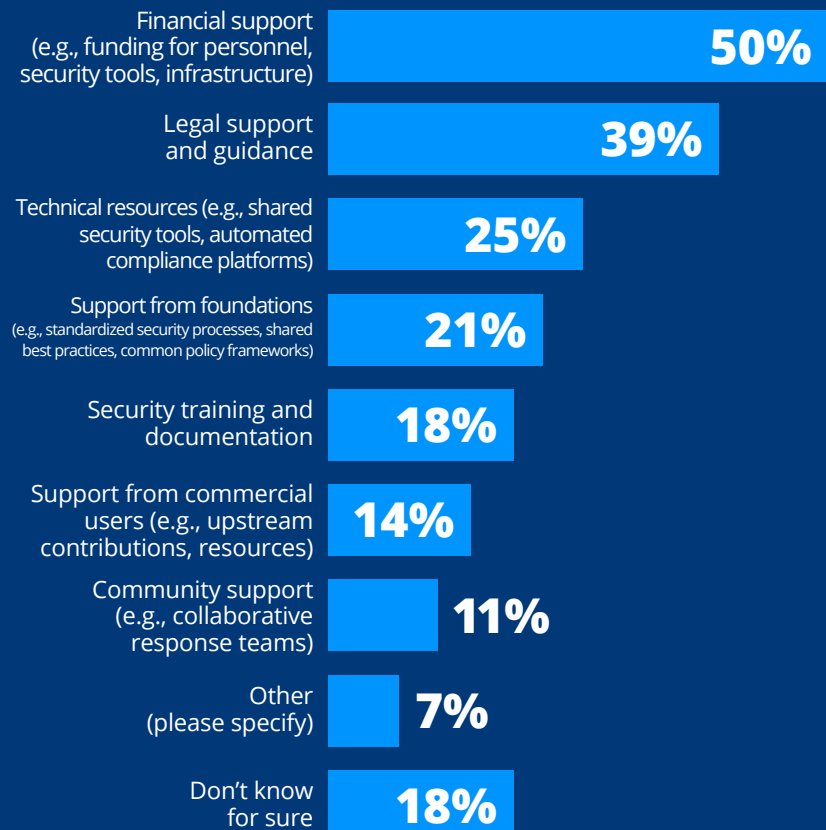 Financial support
(e.g., funding for personnel,
security tools, infrastructure)
50%
Legal support
and guidance
39%
Technical resources (e.g., shared
security tools, automated
compliance platforms)
25%
Support from foundations
(e.g., standardized security processes, shared
best practices, common policy frameworks)
21%
Security training and
documentation
18%
Support from commercial
users (e.g., upstream
contributions, resources)
14%
Community support
(e.g., collaborative
response teams)
11%
Other
(please specify)
7%
Don’t know
for sure
18%